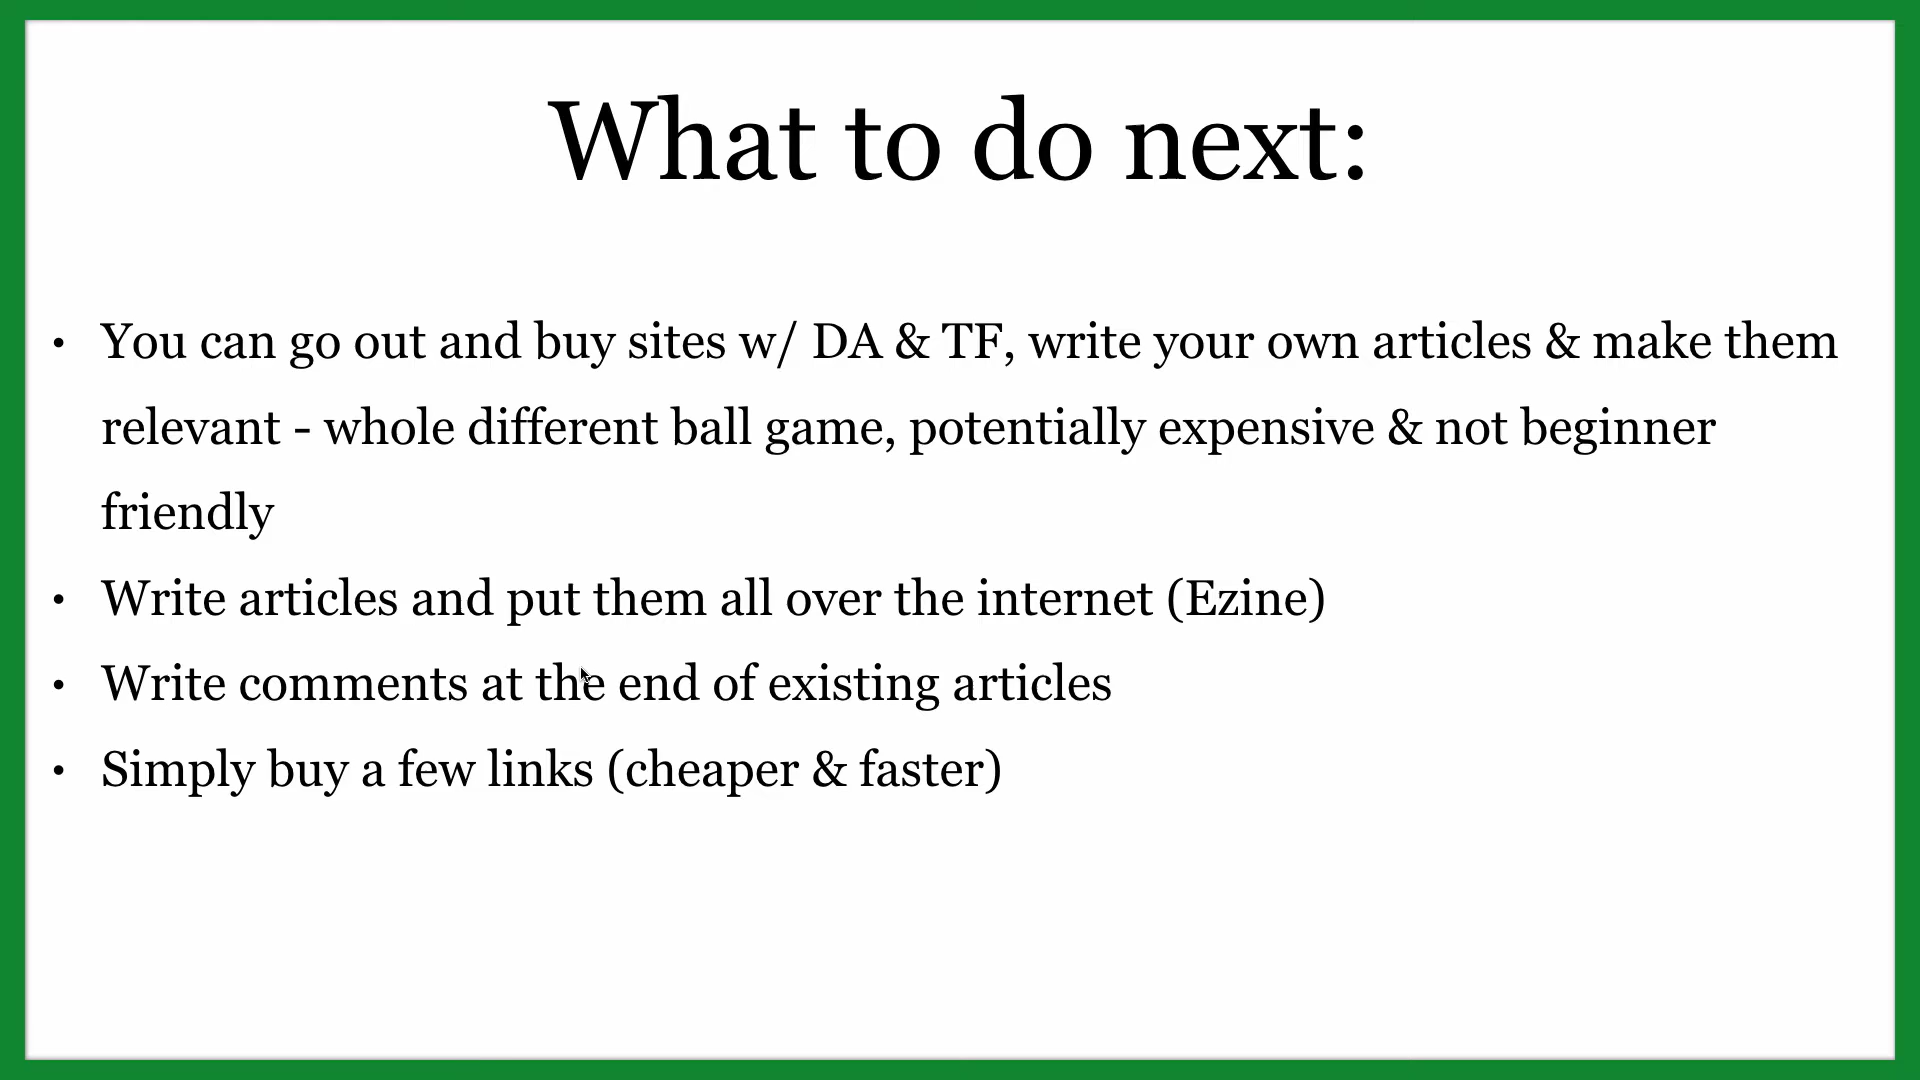 What to do next:
• You can go out and buy sites w/ DA & TF, write your own articles & make them
relevant - whole different ball game, potentially expensive & not beginner
friendly
• Write articles and put them all over the internet (Ezine)
• Write comments at the end of existing articles
• Simply buy a few links (cheaper & faster)